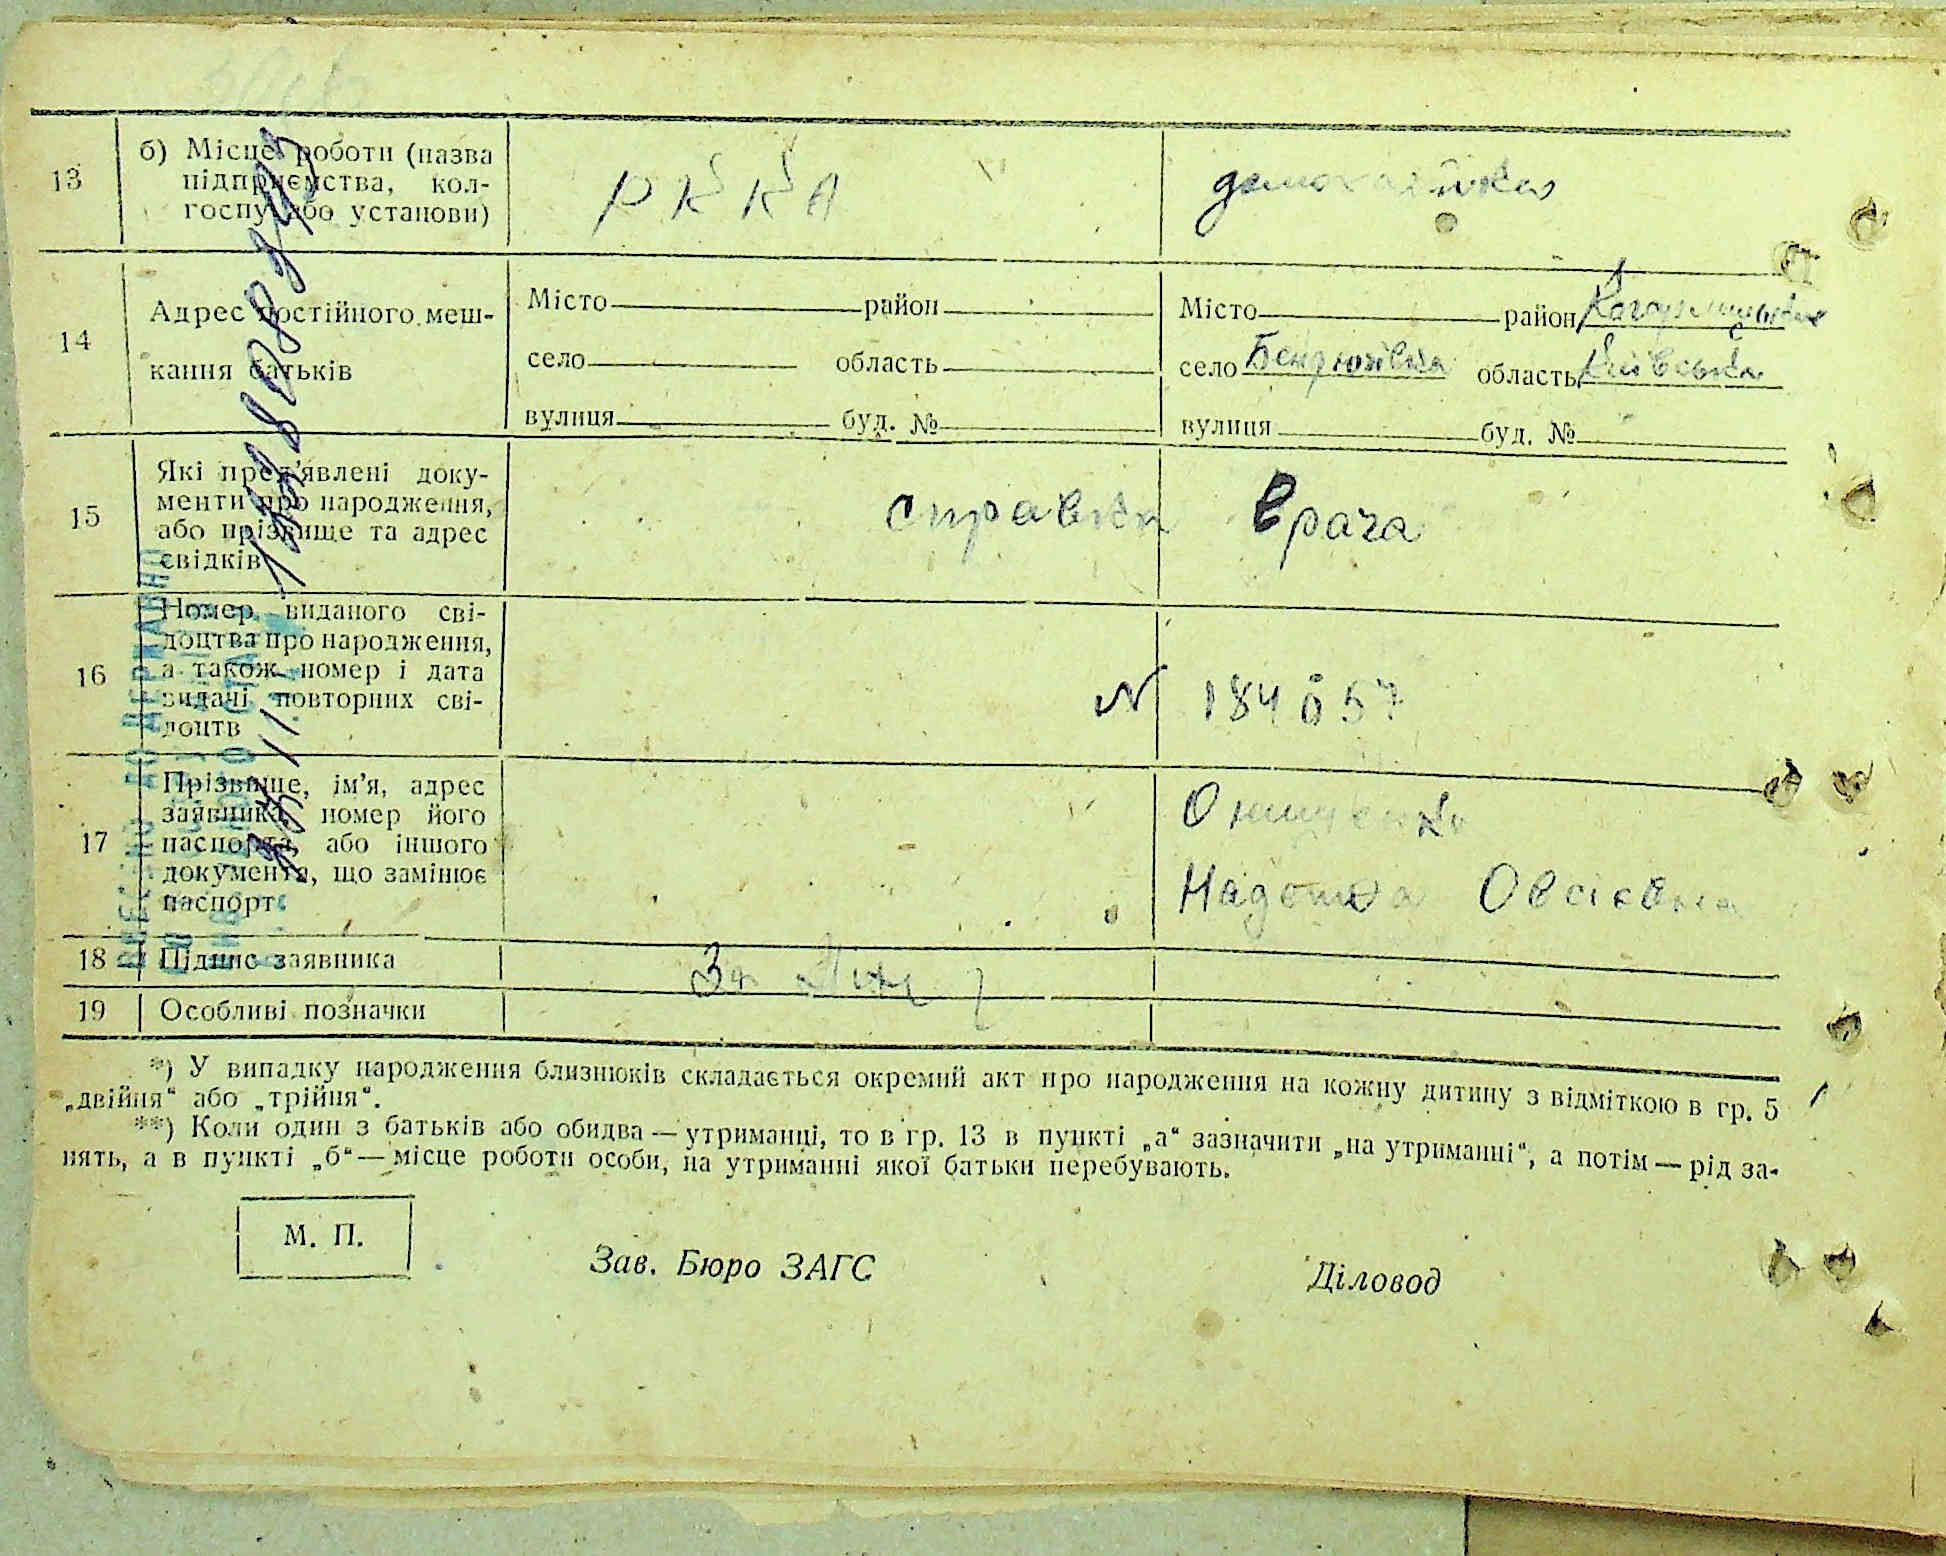 13
б) Місце роботи (назва
підприємства, кол-
госпу або установи)
РККА
домохазяйка
14
Адрес постійного меш-
кання батьків
Місто район
село область
вулиця буд. №
Місто район
село Бендюгівка область Київська
вулиця буд. №
15
Які пред’явлені доку-
менти про народження,
або прізвище та адрес
свідків
справка врача
16
Номер виданого сві-
доцтва про народження,
а також номер і дата
видачі повторних сві-
доцтв
N 184057
17
Прізвище, ім’я, адрес
заявника, номер його
паспорта, або іншого
документа, що замінює
паспорт
Онищенко
Надежда Овсіевна
18
Підпис заявника
19
Особливі позначки
*) У випадку народження близнюків складається окремий акт про народження на кожну дитину з відміткою в гр. 5
„двійня“ або „трійня“.
**) Коли один з батьків або обидва — утриманці, то в гр. 13 в пункті „а“ зазначити „на утриманні“, а потім — рід за-
нять, а в пункті „б“ — місце роботи особи, на утриманні якої батьки перебувають.
М. П.
Зав. Бюро ЗАГС
Діловод